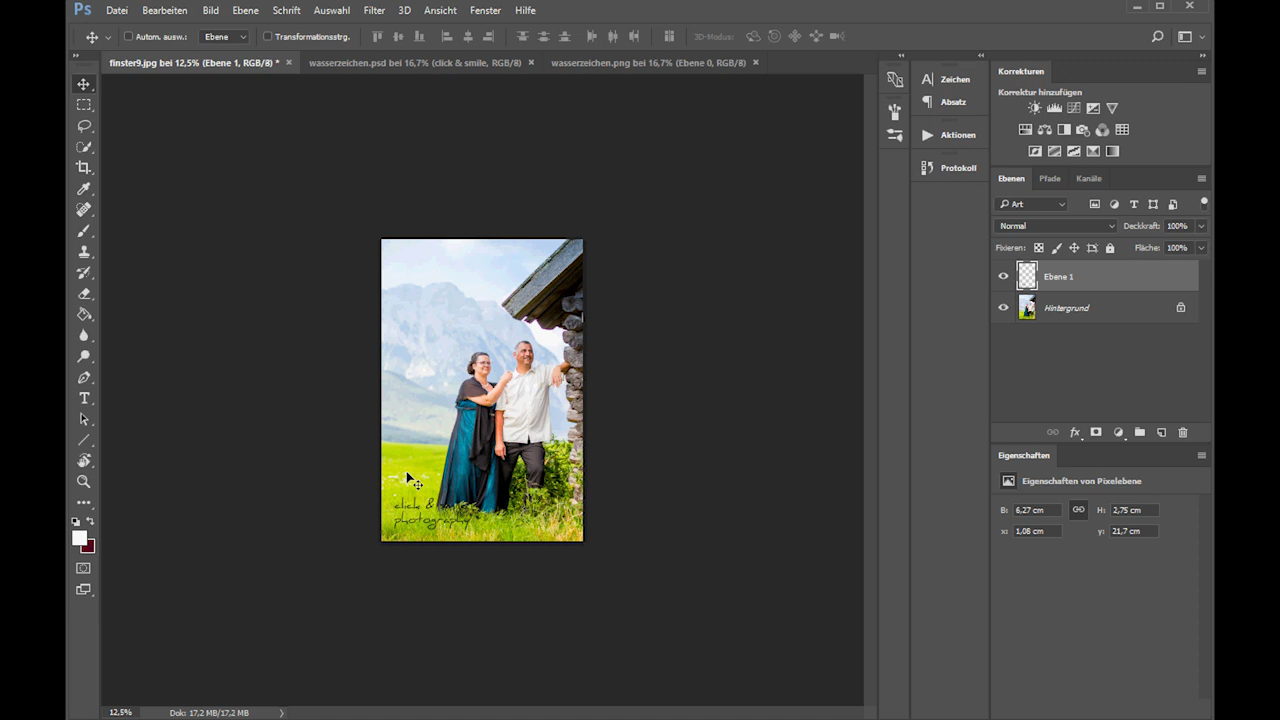 Ps Datei Bearbeiten Bild Ebene Schrift Auswahl Filter 3D Ansicht Fenster Hilfe
Autom. ausw.: Ebene Transformationsstrg. 3D-Modus:
finster9.jpg bei 12,5% (Ebene 1, RGB/8) * × wasserzeichen.psd bei 16,7% (click & smile, RGB/8) × wasserzeichen.png bei 16,7% (Ebene 0, RGB/8) ×
Zeichen
Absatz
Aktionen
Protokoll
Korrekturen
Korrektur hinzufügen
Ebenen Pfade Kanäle
Art
Normal Deckkraft: 100%
Fixieren: Fläche: 100%
Ebene 1
Hintergrund
Eigenschaften
Eigenschaften von Pixelebene
B: 6,27 cm H: 2,75 cm
x: 1,08 cm y: 21,7 cm
click &
photography
12,5% Dok: 17,2 MB/17,2 MB